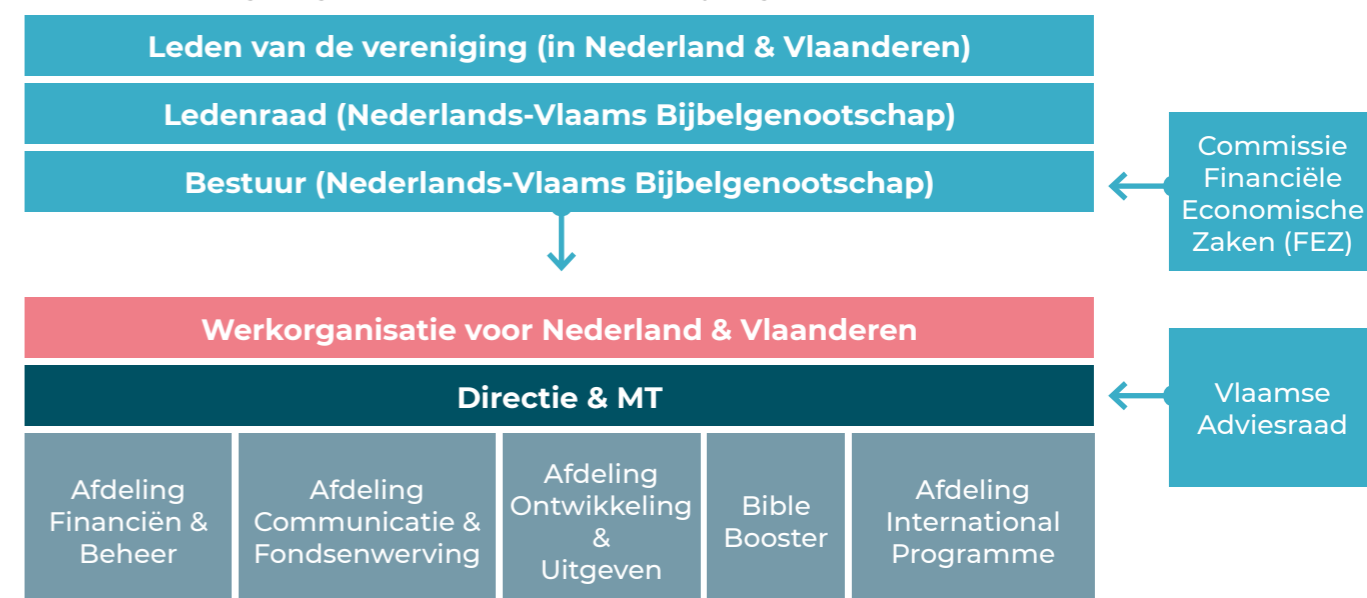 Leden van de vereniging (in Nederland & Vlaanderen)
Ledenraad (Nederlands-Vlaams Bijbelgenootschap)
Bestuur (Nederlands-Vlaams Bijbelgenootschap)
Commissie
Financiële
Economische
Zaken (FEZ)
Werkorganisatie voor Nederland & Vlaanderen
Directie & MT
Vlaamse
Adviesraad
Afdeling
Financiën &
Beheer
Afdeling
Communicatie &
Fondsenwerving
Afdeling
Ontwikkeling
&
Uitgeven
Bible
Booster
Afdeling
International
Programme